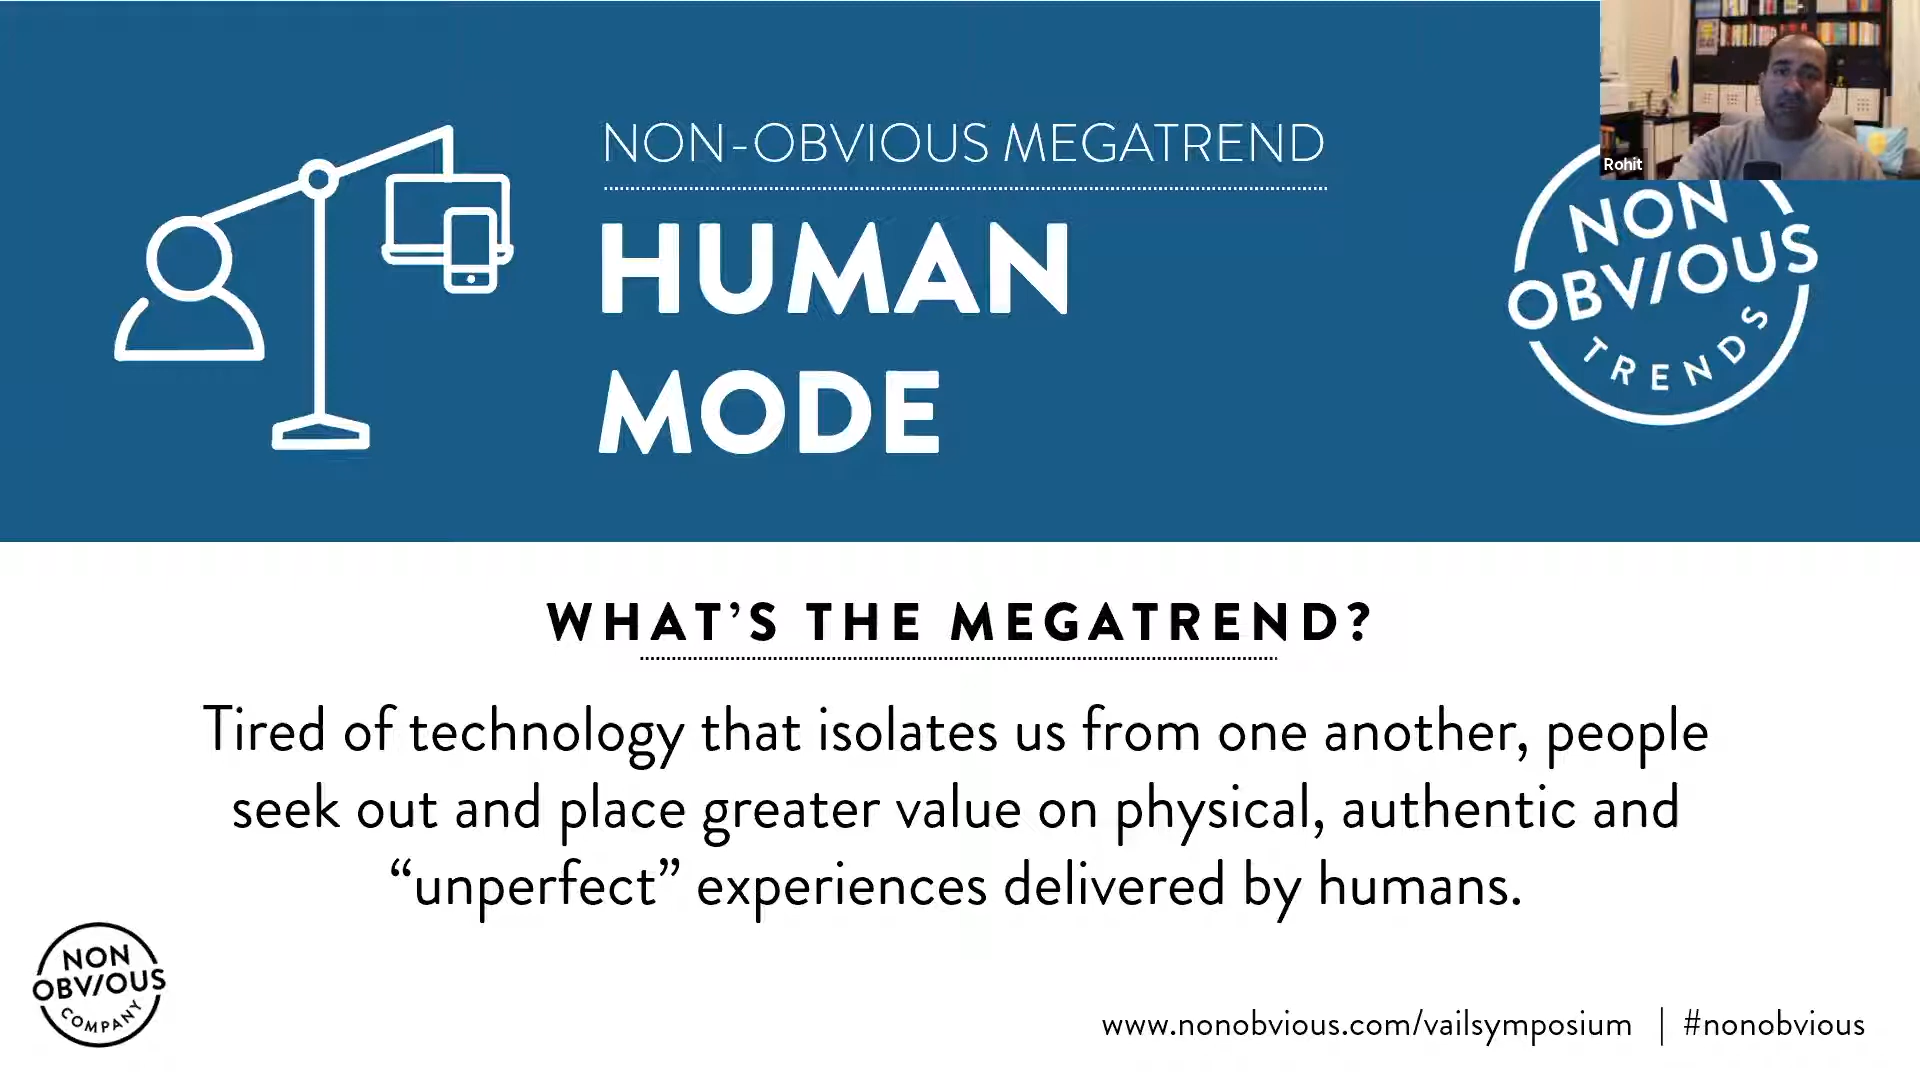 NON-OBVIOUS MEGATREND
HUMAN
MODE
Rohit
NON
OBVIOUS
TRENDS
WHAT’S THE MEGATREND?
Tired of technology that isolates us from one another, people
seek out and place greater value on physical, authentic and
“unperfect” experiences delivered by humans.
NON
OBVIOUS
COMPANY
www.nonobvious.com/vailsymposium | #nonobvious